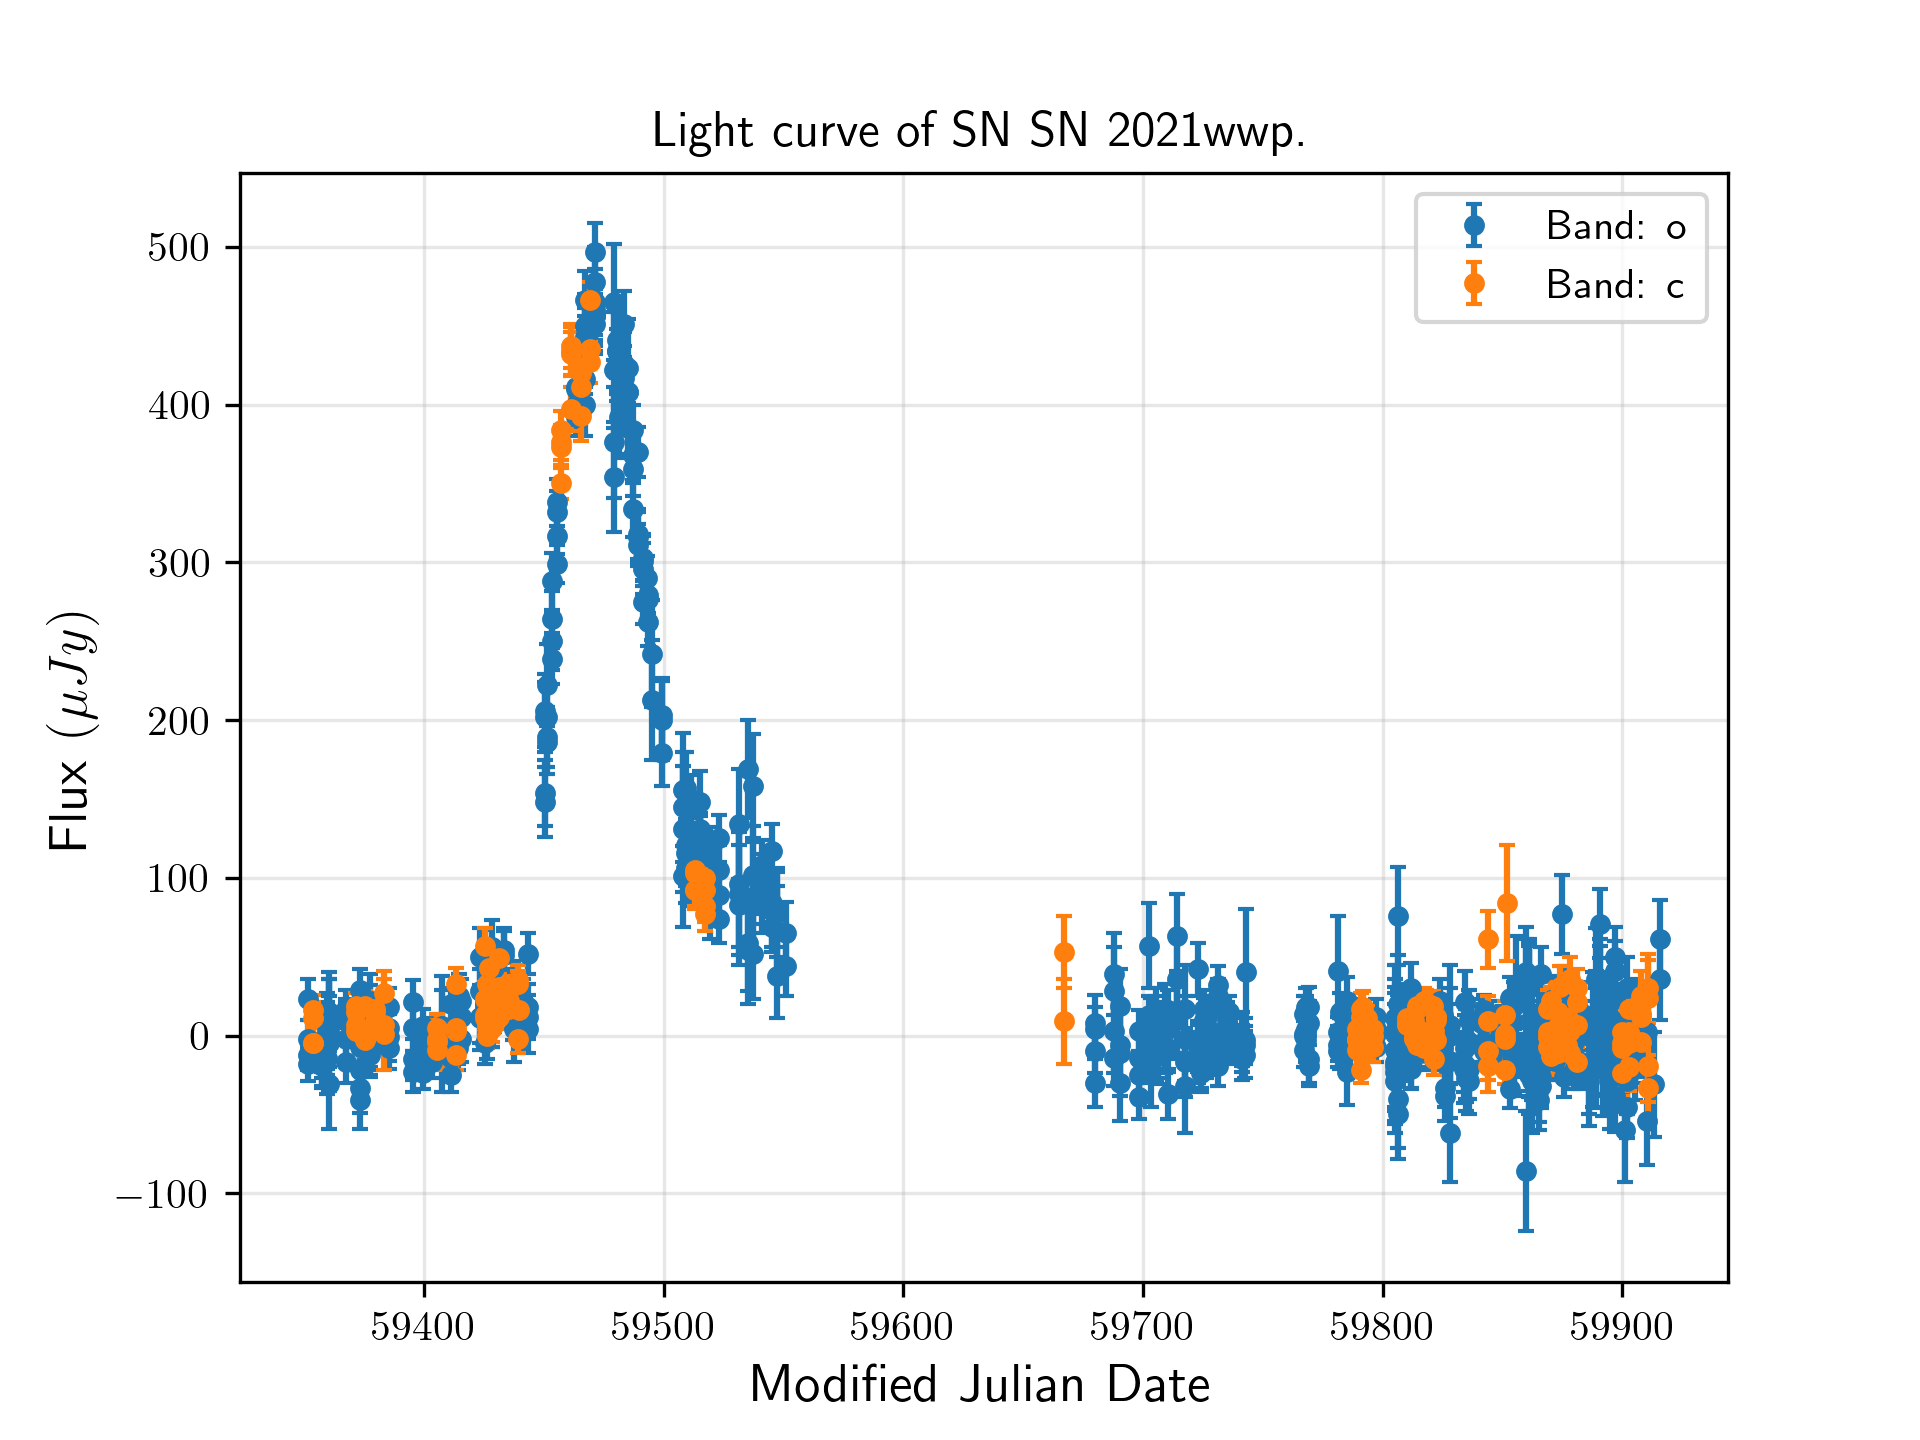 Light curve of SN SN 2021wwp.
Band: o
Band: c
500
400
300
200
100
0
−100
Flux (μJy)
59400 59500 59600 59700 59800 59900
Modified Julian Date